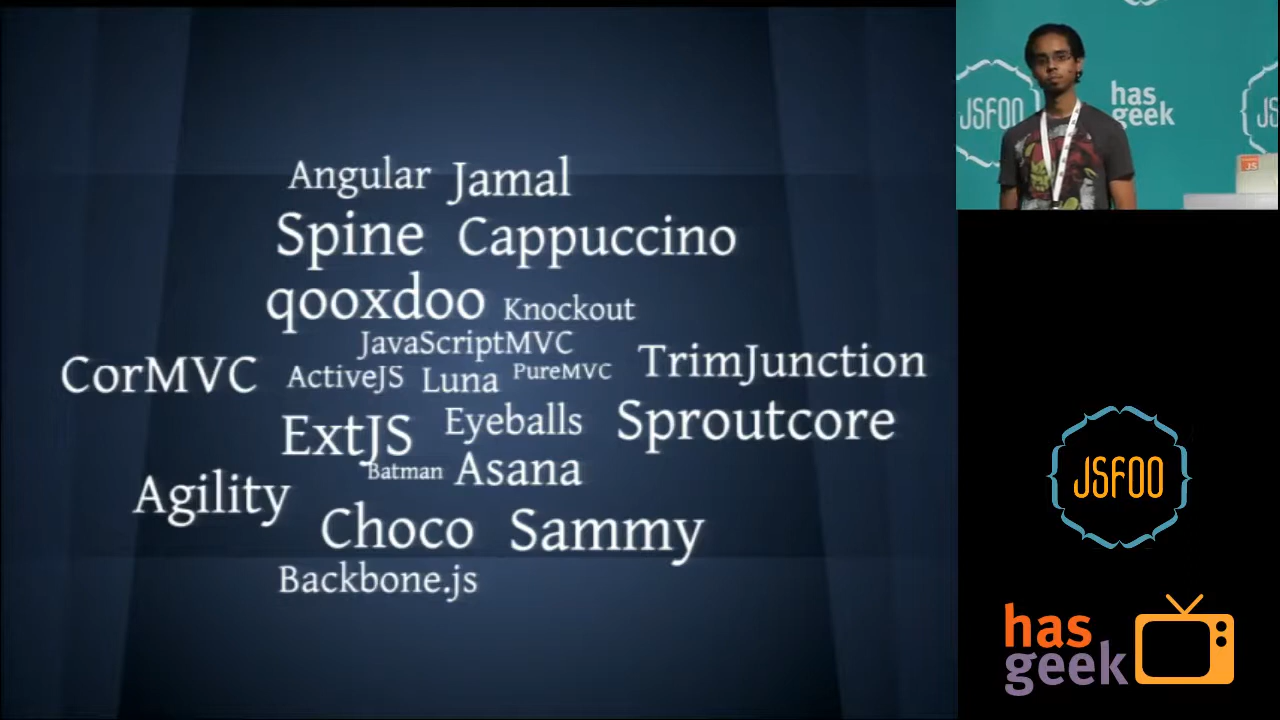 Angular Jamal
Spine Cappuccino
qooxdoo Knockout
JavaScriptMVC
CorMVC ActiveJS Luna PureMVC TrimJunction
ExtJS Eyeballs Sproutcore
Batman Asana
Agility
Choco Sammy
Backbone.js
JSFOO
has
geek
JS
JSFOO
has
geek